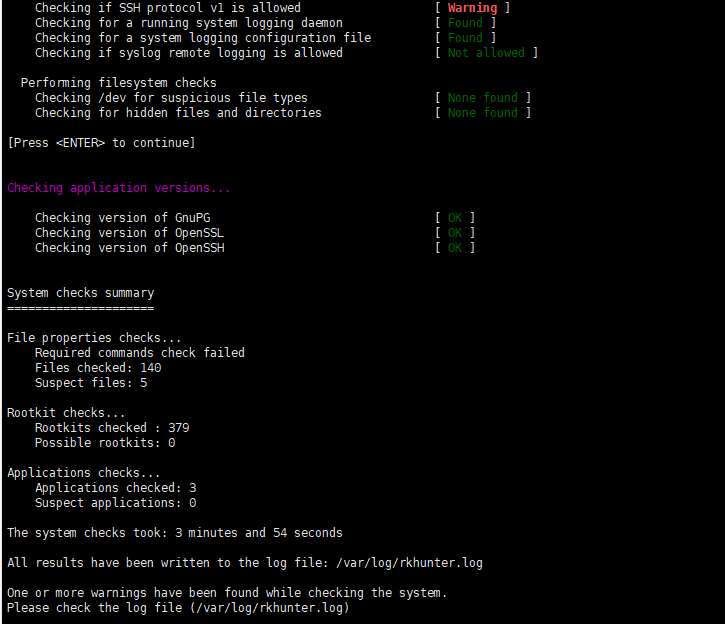 Checking if SSH protocol v1 is allowed [ Warning ]
Checking for a running system logging daemon [ Found ]
Checking for a system logging configuration file [ Found ]
Checking if syslog remote logging is allowed [ Not allowed ]
Performing filesystem checks
Checking /dev for suspicious file types [ None found ]
Checking for hidden files and directories [ None found ]
[Press <ENTER> to continue]
Checking application versions...
Checking version of GnuPG [ OK ]
Checking version of OpenSSL [ OK ]
Checking version of OpenSSH [ OK ]
System checks summary
=====================
File properties checks...
Required commands check failed
Files checked: 140
Suspect files: 5
Rootkit checks...
Rootkits checked : 379
Possible rootkits: 0
Applications checks...
Applications checked: 3
Suspect applications: 0
The system checks took: 3 minutes and 54 seconds
All results have been written to the log file: /var/log/rkhunter.log
One or more warnings have been found while checking the system.
Please check the log file (/var/log/rkhunter.log)